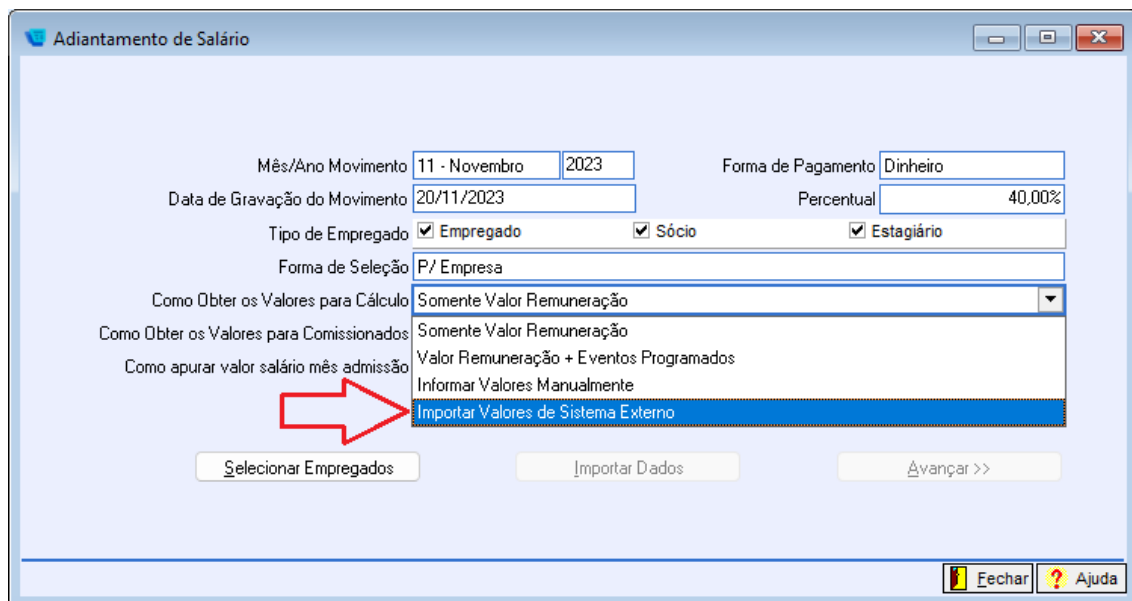 Adiantamento de Salário
Mês/Ano Movimento 11 - Novembro 2023 Forma de Pagamento Dinheiro
Data de Gravação do Movimento 20/11/2023 Percentual 40,00%
Tipo de Empregado Empregado Sócio Estagiário
Forma de Seleção P/ Empresa
Como Obter os Valores para Cálculo Somente Valor Remuneração
Como Obter os Valores para Comissionados Somente Valor Remuneração
Como apurar valor salário mês admissão Valor Remuneração + Eventos Programados
Informar Valores Manualmente
Importar Valores de Sistema Externo
Selecionar Empregados Importar Dados Avançar >>
Fechar ? Ajuda